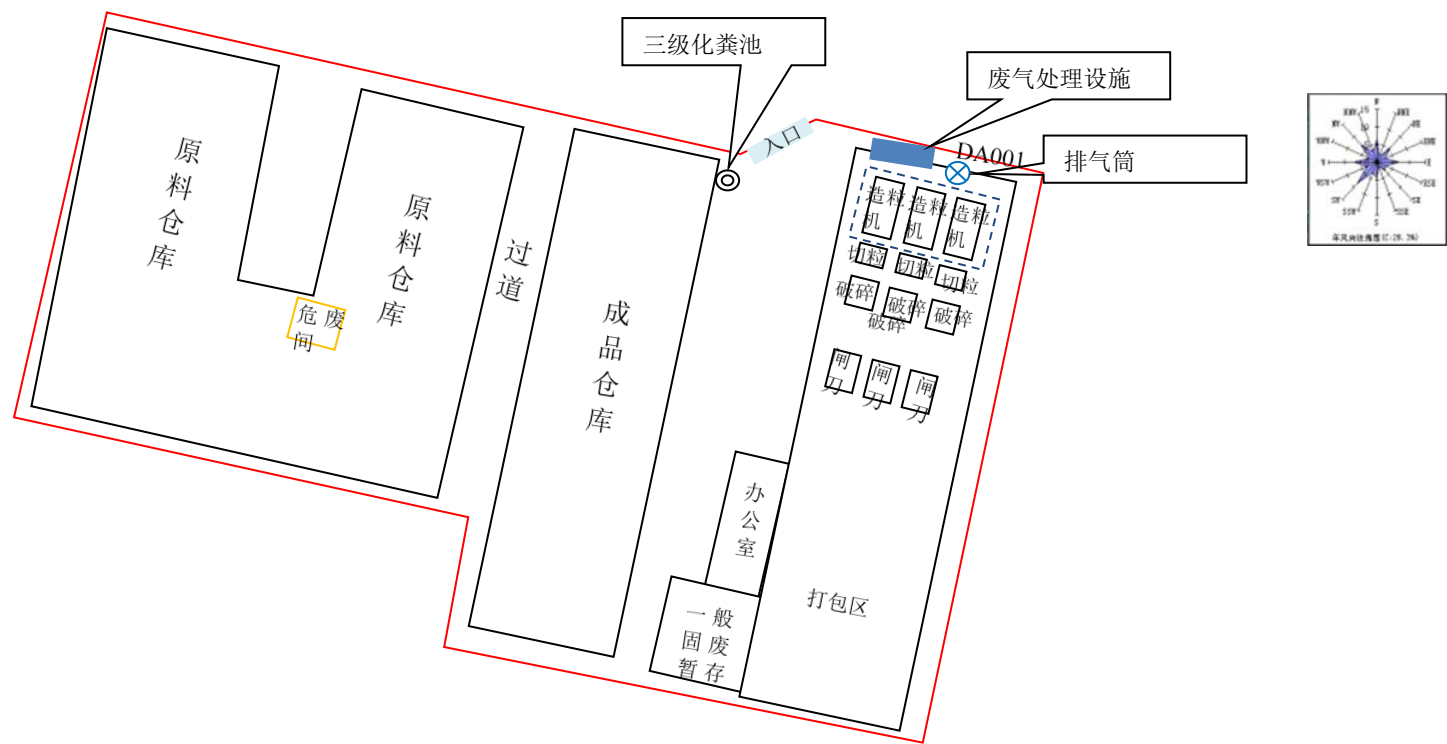 三级化粪池
废气处理设施
入口
DA001
排气筒
原料仓库
原料仓库
过道
成品仓库
危废
间
造粒
机
造粒
机
造粒
机
切粒
切粒
切粒
破碎
破碎
破碎
破碎
闸
刀
闸
刀
闸
刀
办公室
一般
固废
暂存
打包区
N
E
S